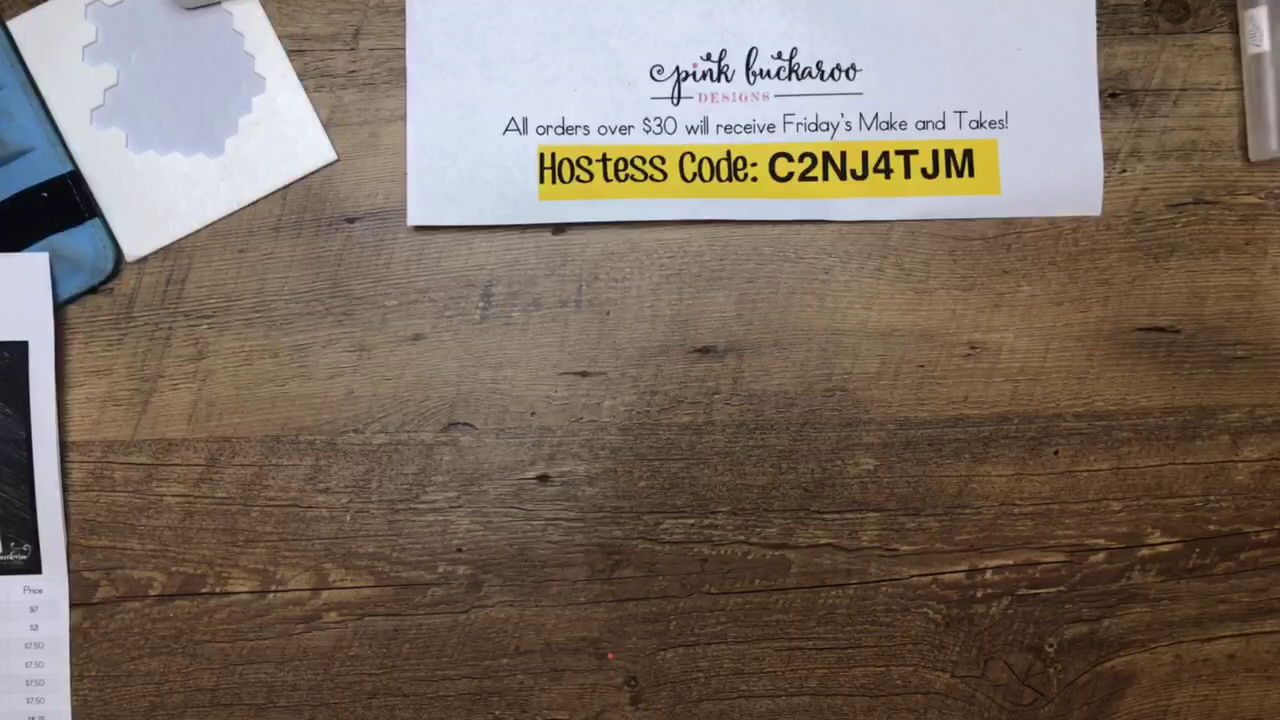 pink buckaroo
DESIGNS
All orders over $30 will receive Friday's Make and Takes!
Hostess Code: C2NJ4TJM
Price
$7
$21
$7.50
$7.50
$7.50
$7.50